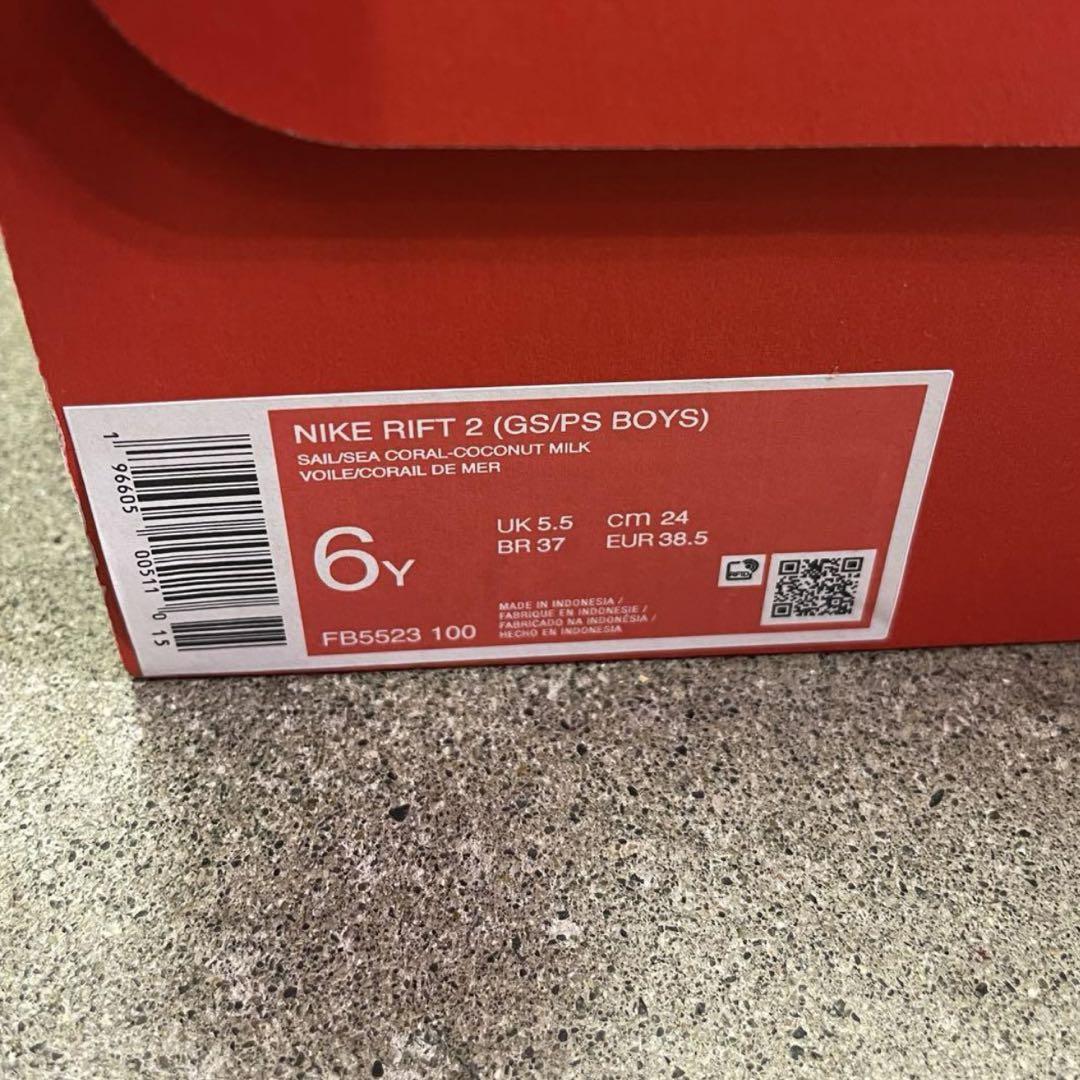 NIKE RIFT 2 (GS/PS BOYS)
SAIL/SEA CORAL-COCONUT MILK
VOILE/CORAIL DE MER
6Y
UK 5.5 cm 24
BR 37 EUR 38.5
MADE IN INDONESIA /
FABRIQUE EN INDONESIE /
FABRICADO NA INDONÉSIA /
HECHO EN INDONESIA
FB5523 100
1 96605 00511 0 15